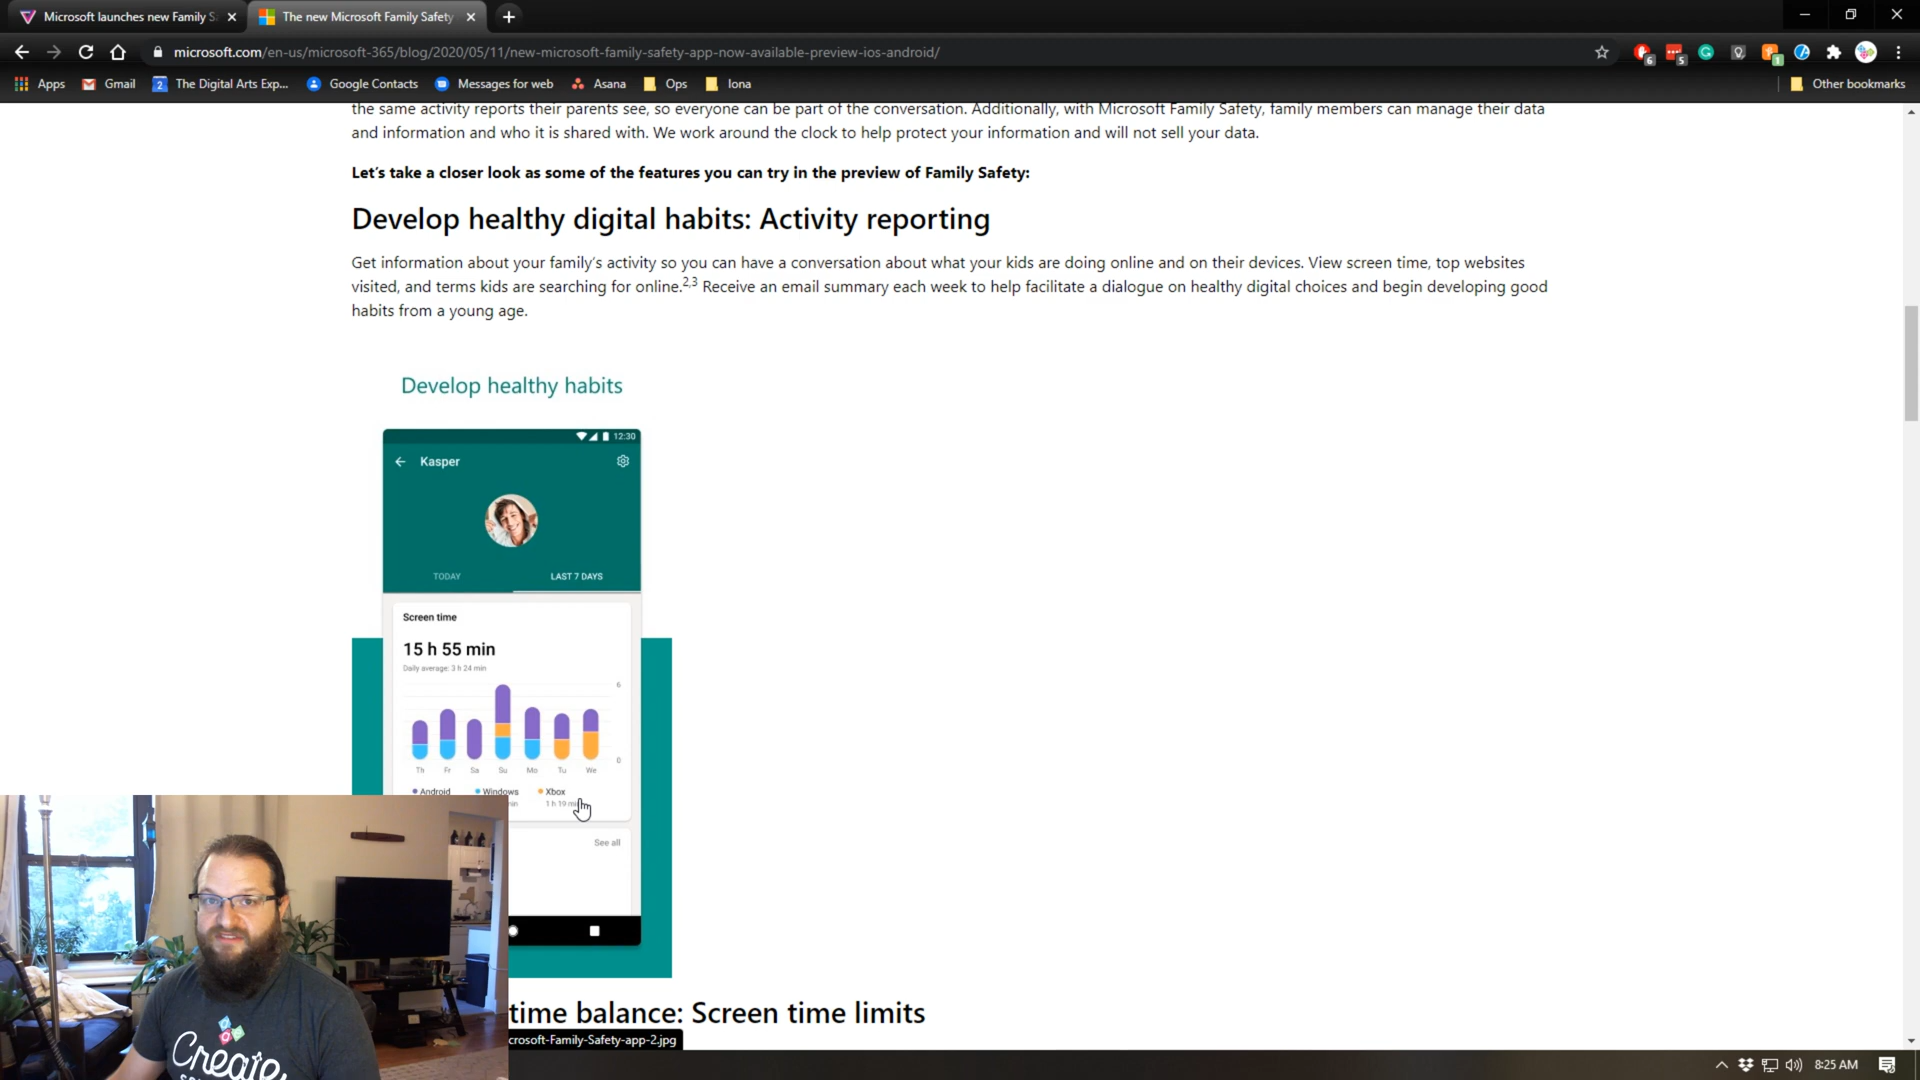 Microsoft launches new Family S
The new Microsoft Family Safety
microsoft.com/en-us/microsoft-365/blog/2020/05/11/new-microsoft-family-safety-app-now-available-preview-ios-android/
6
5
1
Apps
Gmail
2
The Digital Arts Exp...
Google Contacts
Messages for web
Asana
Ops
Iona
Other bookmarks
the same activity reports their parents see, so everyone can be part of the conversation. Additionally, with Microsoft Family Safety, family members can manage their data
and information and who it is shared with. We work around the clock to help protect your information and will not sell your data.
Let's take a closer look as some of the features you can try in the preview of Family Safety:
Develop healthy digital habits: Activity reporting
Get information about your family's activity so you can have a conversation about what your kids are doing online and on their devices. View screen time, top websites
visited, and terms kids are searching for online.2,3 Receive an email summary each week to help facilitate a dialogue on healthy digital choices and begin developing good
habits from a young age.
Develop healthy habits
12:30
Kasper
TODAY
LAST 7 DAYS
Screen time
15 h 55 min
Daily average: 3 h 24 min
6
0
Th Fr Sa Su Mo Tu We
Android Windows Xbox
1 h 19
See all
time balance: Screen time limits
crosoft-Family-Safety-app-2.jpg
Create
8:25 AM